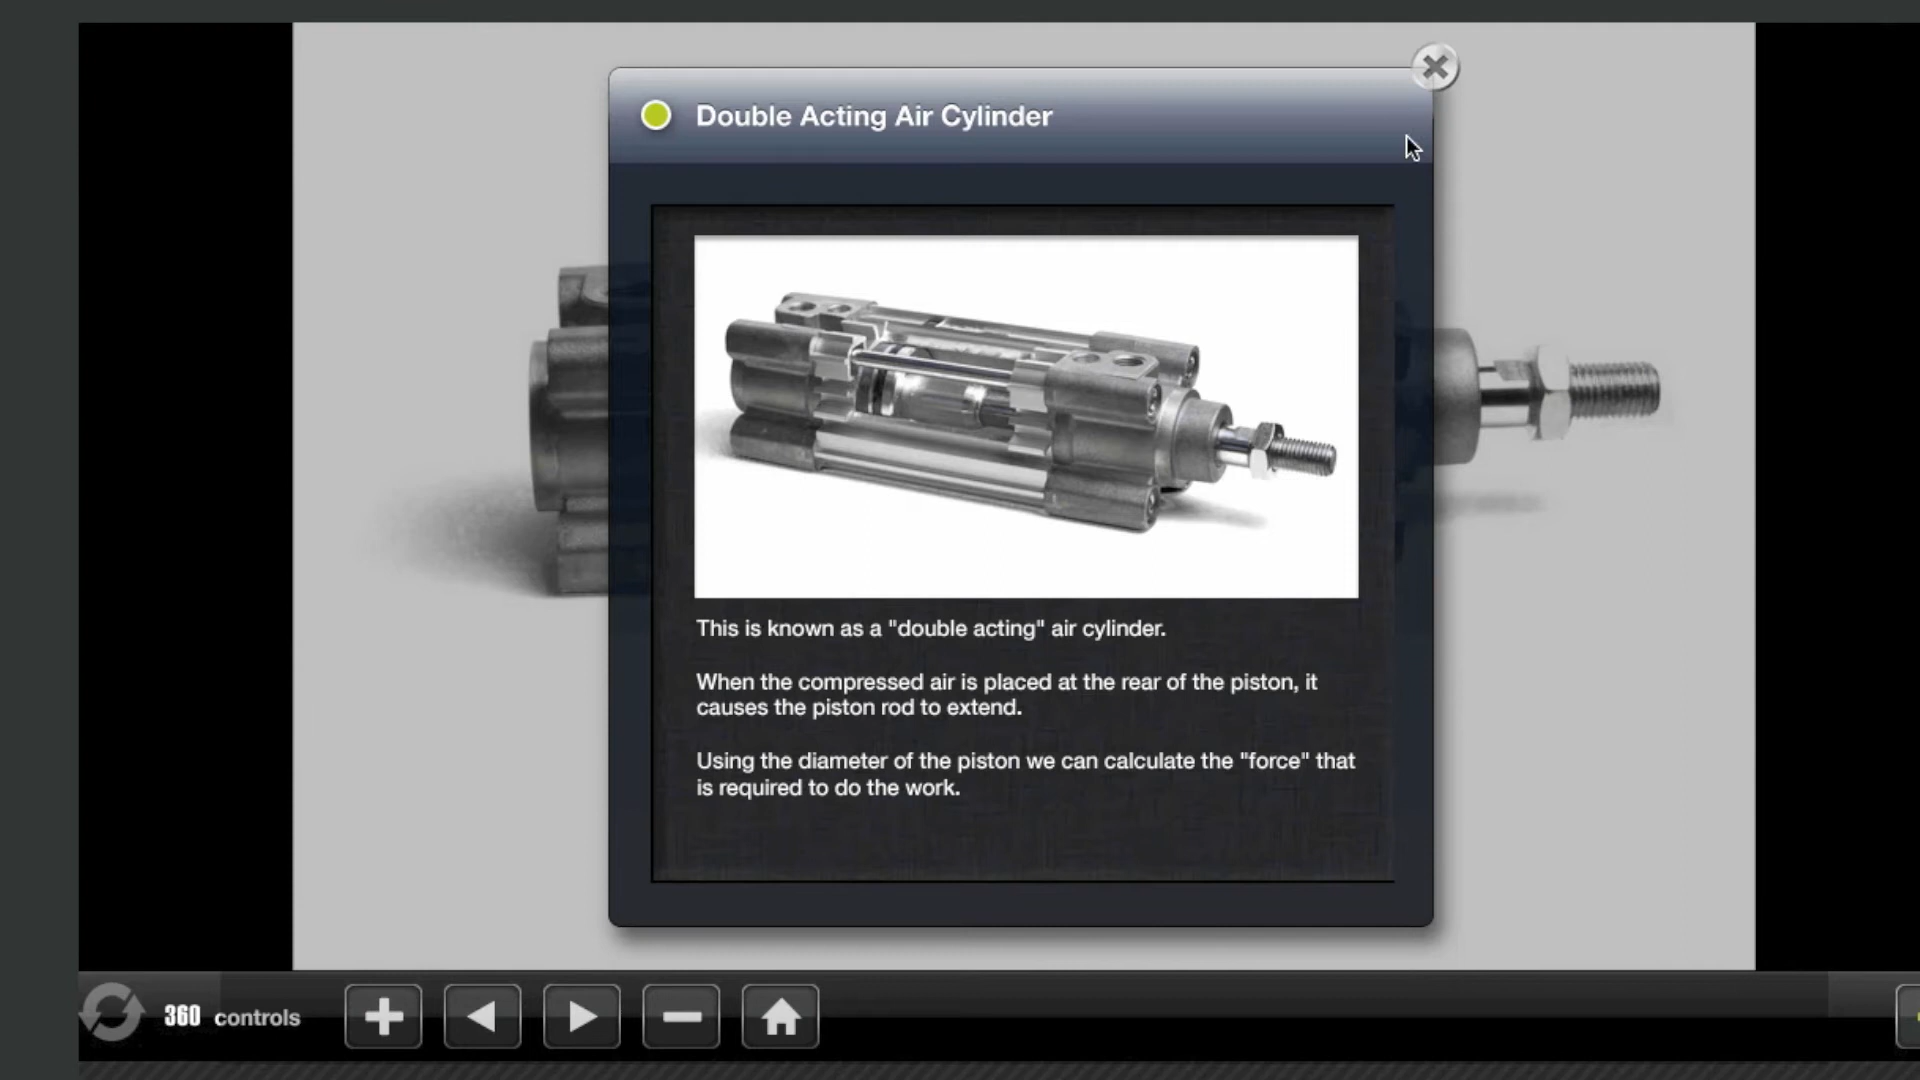 Double Acting Air Cylinder
This is known as a "double acting" air cylinder.
When the compressed air is placed at the rear of the piston, it
causes the piston rod to extend.
Using the diameter of the piston we can calculate the "force" that
is required to do the work.
360 controls